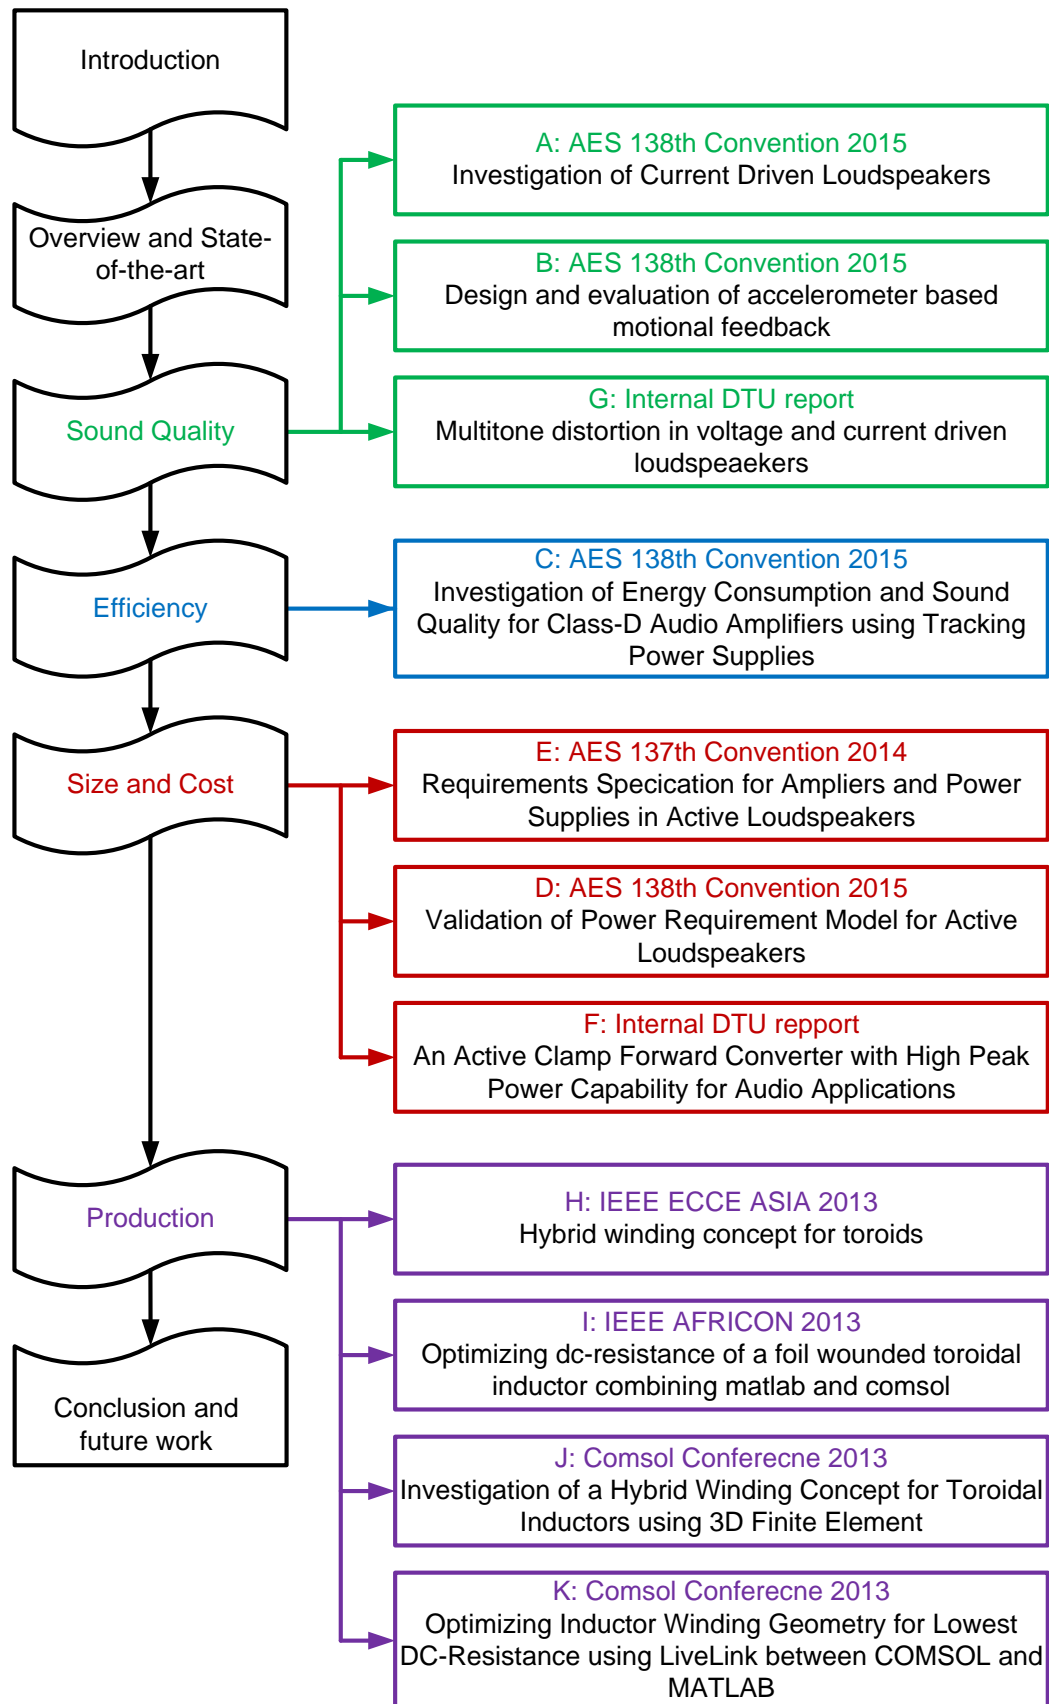 Introduction
Overview and State-
of-the-art
Sound Quality
A: AES 138th Convention 2015
Investigation of Current Driven Loudspeakers
B: AES 138th Convention 2015
Design and evaluation of accelerometer based
motional feedback
G: Internal DTU report
Multitone distortion in voltage and current driven
loudspeaekers
Efficiency
C: AES 138th Convention 2015
Investigation of Energy Consumption and Sound
Quality for Class-D Audio Amplifiers using Tracking
Power Supplies
Size and Cost
E: AES 137th Convention 2014
Requirements Specication for Ampliers and Power
Supplies in Active Loudspeakers
D: AES 138th Convention 2015
Validation of Power Requirement Model for Active
Loudspeakers
F: Internal DTU repport
An Active Clamp Forward Converter with High Peak
Power Capability for Audio Applications
Production
H: IEEE ECCE ASIA 2013
Hybrid winding concept for toroids
I: IEEE AFRICON 2013
Optimizing dc-resistance of a foil wounded toroidal
inductor combining matlab and comsol
J: Comsol Conferecne 2013
Investigation of a Hybrid Winding Concept for Toroidal
Inductors using 3D Finite Element
K: Comsol Conferecne 2013
Optimizing Inductor Winding Geometry for Lowest
DC-Resistance using LiveLink between COMSOL and
MATLAB
Conclusion and
future work